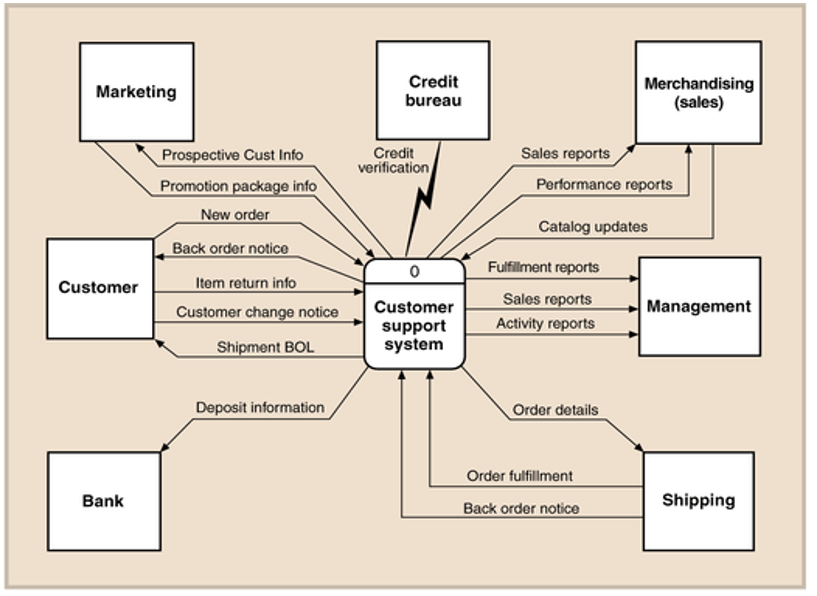 Marketing
Credit
bureau
Merchandising
(sales)
Prospective Cust Info
Credit
verification
Sales reports
Promotion package info
Performance reports
New order
Catalog updates
Back order notice
0
Fulfillment reports
Customer
Item return info
Customer
support
system
Sales reports
Management
Customer change notice
Activity reports
Shipment BOL
Deposit information
Order details
Bank
Order fulfillment
Shipping
Back order notice